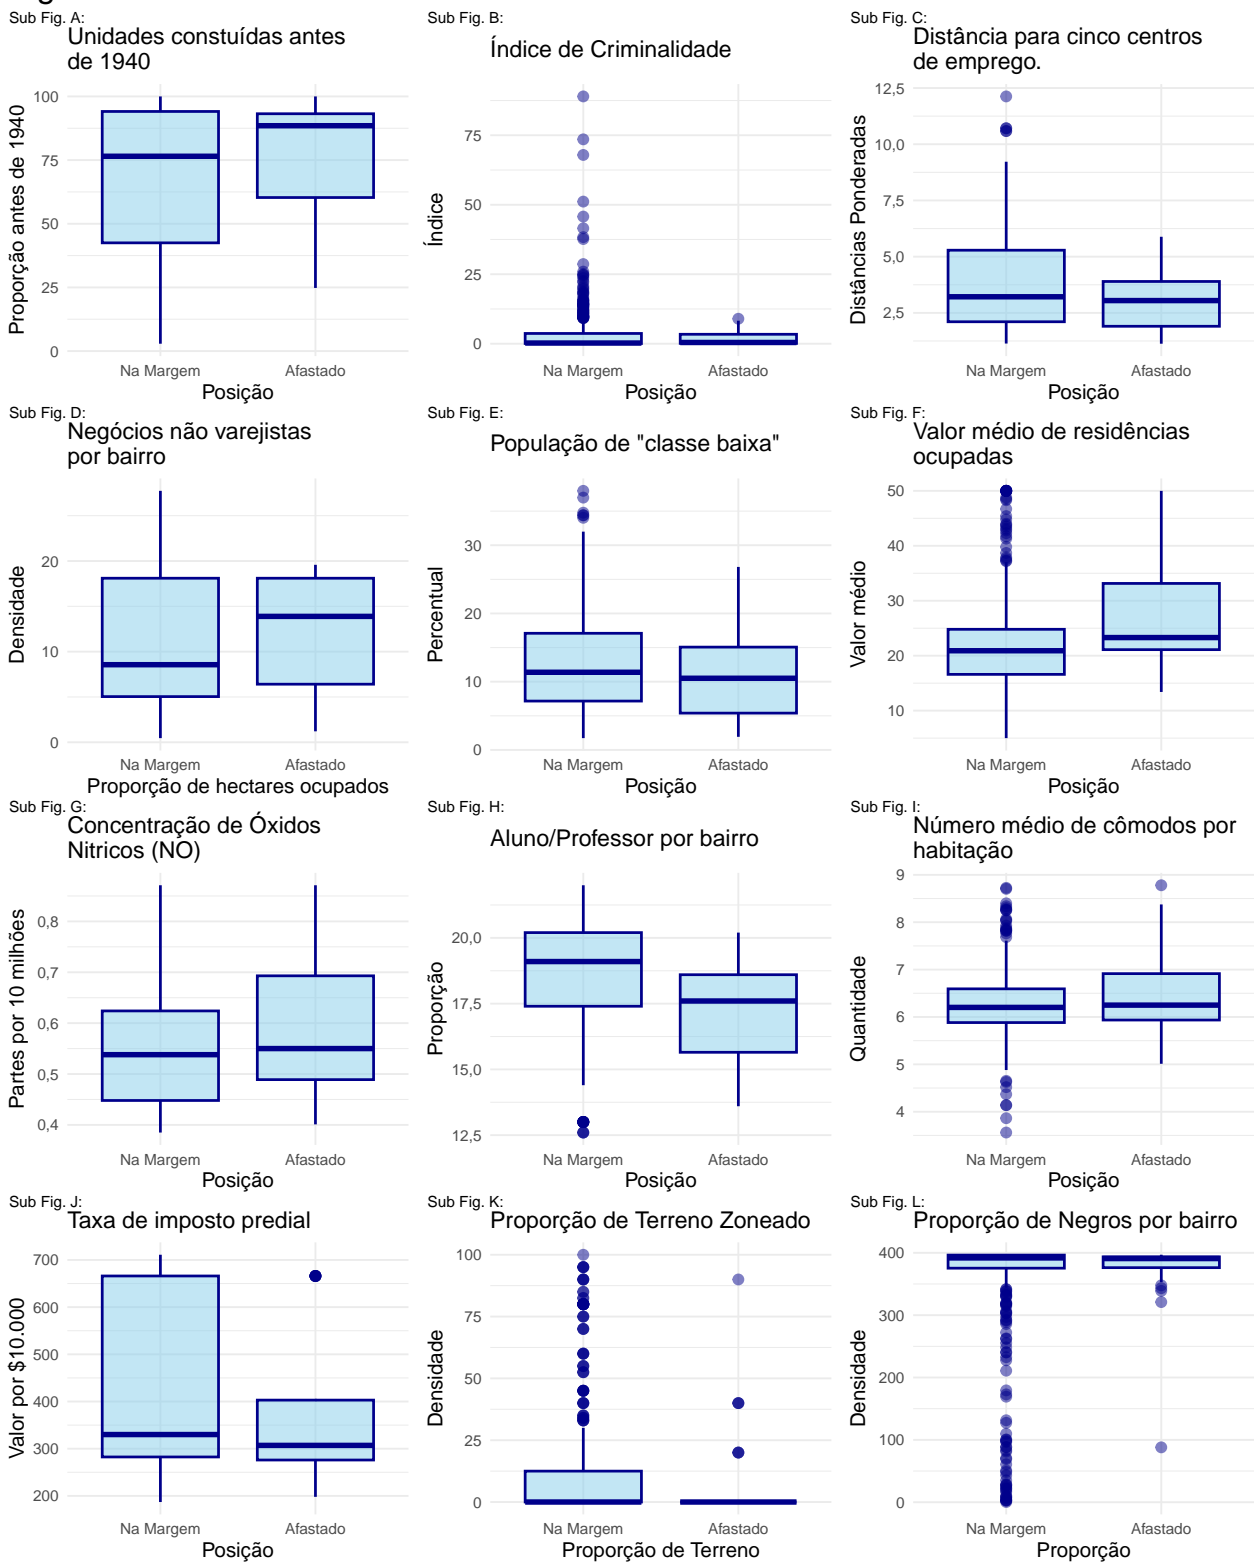 Sub Fig. A:
Unidades constuídas antes
de 1940
Proporção antes de 1940
100
75
50
25
0
Na Margem
Afastado
Posição
Sub Fig. B:
Índice de Criminalidade
Índice
75
50
25
0
Na Margem
Afastado
Posição
Sub Fig. C:
Distância para cinco centros
de emprego.
Distâncias Ponderadas
12,5
10,0
7,5
5,0
2,5
Na Margem
Afastado
Posição
Sub Fig. D:
Negócios não varejistas
por bairro
Densidade
20
10
0
Na Margem
Afastado
Proporção de hectares ocupados
Sub Fig. E:
População de "classe baixa"
Percentual
30
20
10
0
Na Margem
Afastado
Posição
Sub Fig. F:
Valor médio de residências
ocupadas
Valor médio
50
40
30
20
10
Na Margem
Afastado
Posição
Sub Fig. G:
Concentração de Óxidos
Nitricos (NO)
Partes por 10 milhões
0,8
0,7
0,6
0,5
0,4
Na Margem
Afastado
Posição
Sub Fig. H:
Aluno/Professor por bairro
Proporção
20,0
17,5
15,0
12,5
Na Margem
Afastado
Posição
Sub Fig. I:
Número médio de cômodos por
habitação
Quantidade
9
8
7
6
5
4
Na Margem
Afastado
Posição
Sub Fig. J:
Taxa de imposto predial
Valor por $10.000
700
600
500
400
300
200
Na Margem
Afastado
Posição
Sub Fig. K:
Proporção de Terreno Zoneado
Densidade
100
75
50
25
0
Na Margem
Afastado
Proporção de Terreno
Sub Fig. L:
Proporção de Negros por bairro
Densidade
400
300
200
100
0
Na Margem
Afastado
Proporção